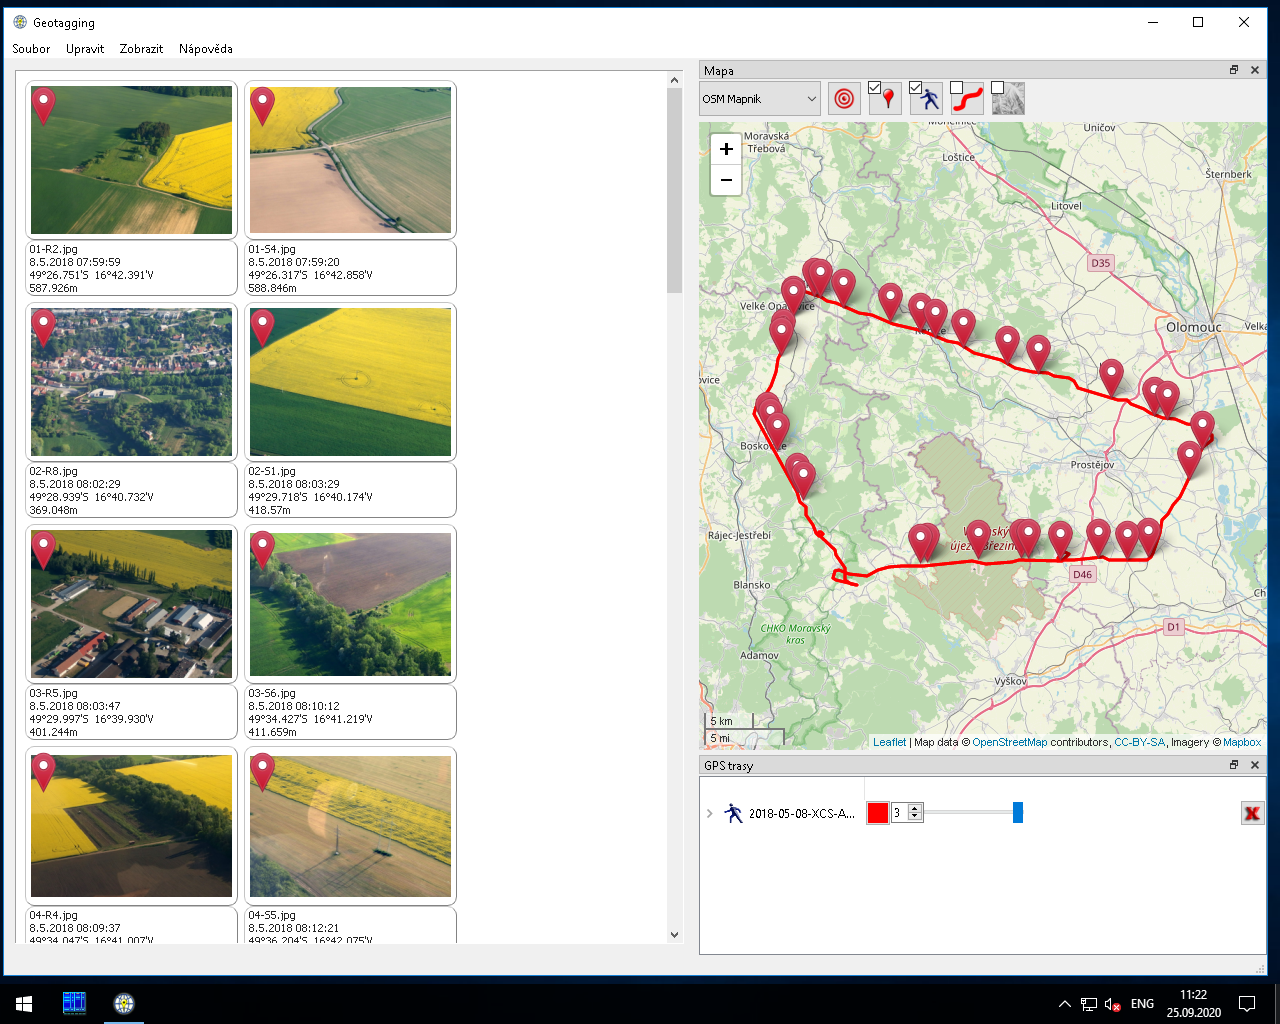 Geotagging
Soubor Upravit Zobrazit Nápověda
01-R2.jpg
8.5.2018 07:59:59
49°26.751'S 16°42.391'V
587.926m
01-S4.jpg
8.5.2018 07:59:20
49°26.317'S 16°42.858'V
588.846m
02-R8.jpg
8.5.2018 08:02:29
49°28.939'S 16°40.732'V
369.048m
02-S1.jpg
8.5.2018 08:03:29
49°29.718'S 16°40.174'V
418.57m
03-R5.jpg
8.5.2018 08:03:47
49°29.997'S 16°39.930'V
401.244m
03-S6.jpg
8.5.2018 08:10:12
49°34.427'S 16°41.219'V
411.659m
04-R4.jpg
8.5.2018 08:09:37
49°34.047'S 16°41.007'V
04-S5.jpg
8.5.2018 08:12:21
49°36.204'S 16°42.075'V
Mapa
OSM Mapnik
+
−
Moravská
Třebová
Uničov
Loštice
Šternberk
Litovel
D35
Velké Opatovice
Olomouc
Velká
ovice
Boskovice
Prostějov
Rájec-Jestřebí
újezd Březina
D46
Blansko
CHKO Moravský
kras
D1
Adamov
Vyškov
5 km
5 mi
Leaflet | Map data © OpenStreetMap contributors, CC-BY-SA, Imagery © Mapbox
GPS trasy
2018-05-08-XCS-A...
3
ENG
11:22
25.09.2020